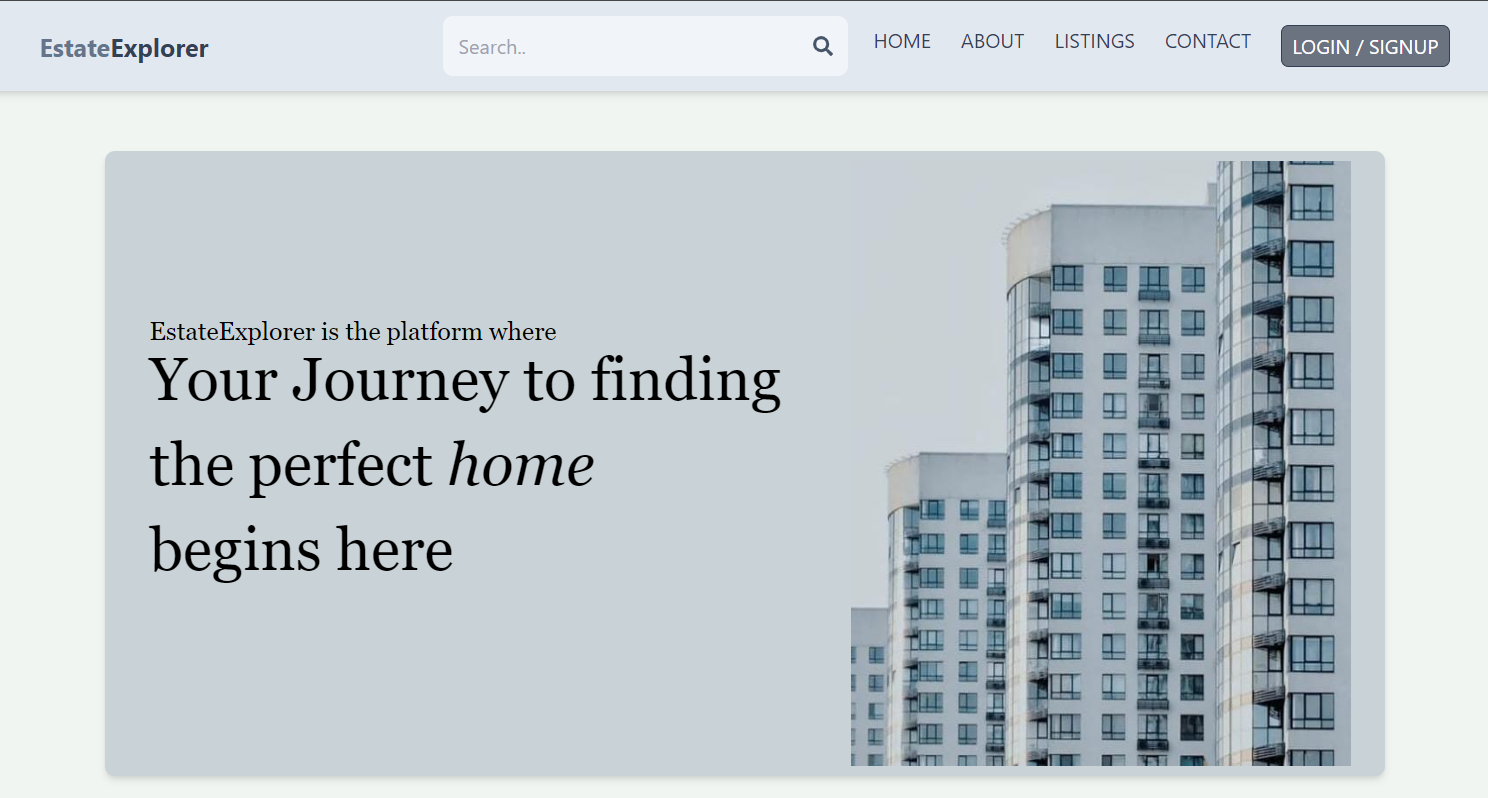 EstateExplorer
Search..
HOME
ABOUT
LISTINGS
CONTACT
LOGIN / SIGNUP
EstateExplorer is the platform where
Your Journey to finding
the perfect home
begins here